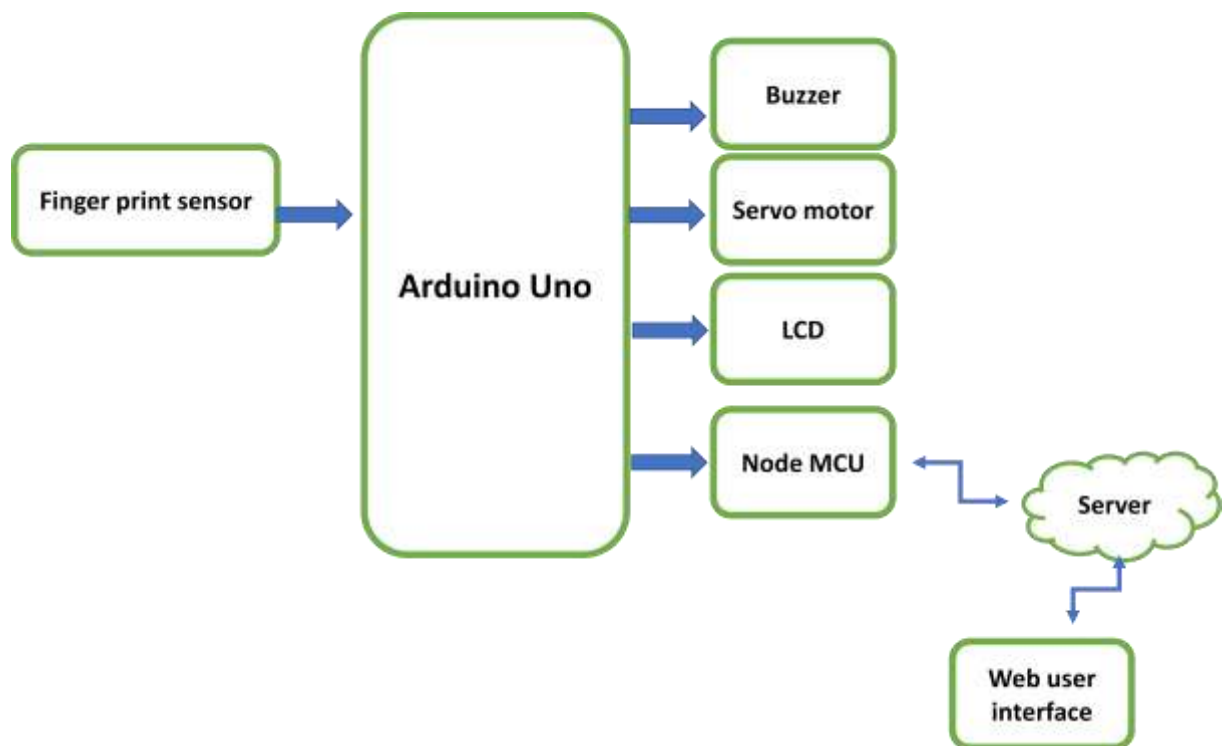 Buzzer
Finger print sensor
Servo motor
Arduino Uno
LCD
Node MCU
Server
Web user
interface